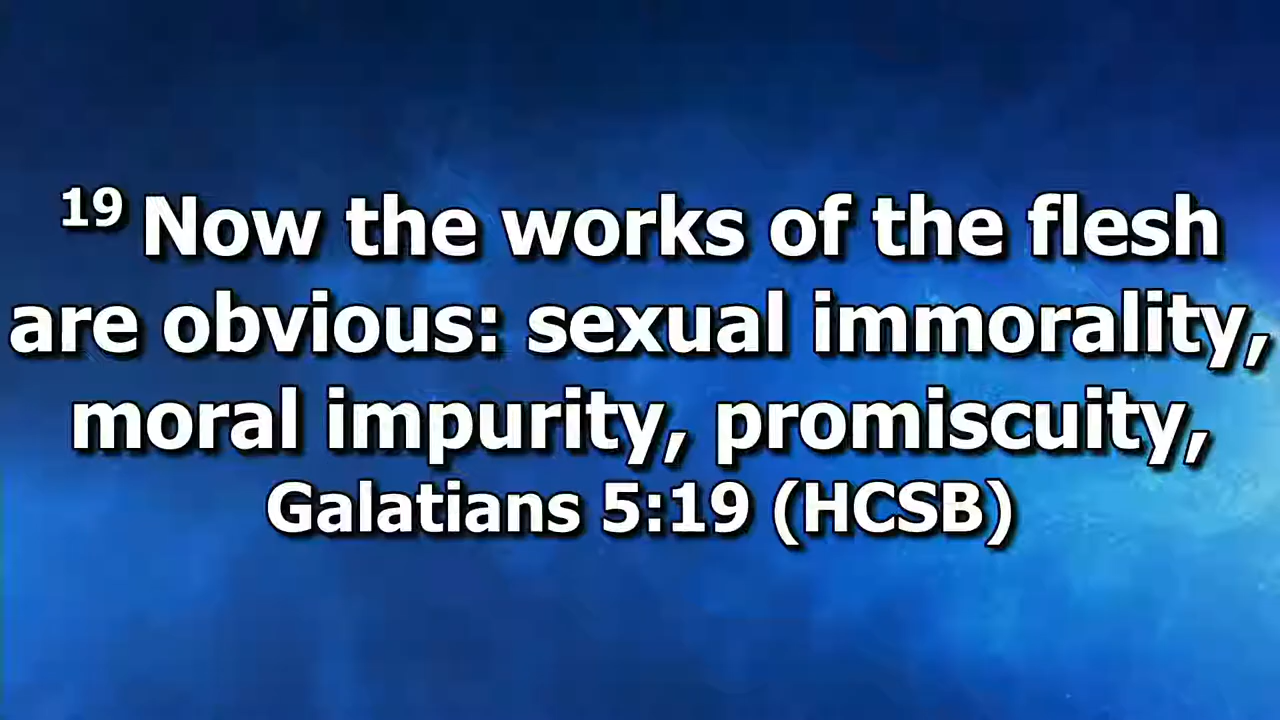 19 Now the works of the flesh
are obvious: sexual immorality,
moral impurity, promiscuity,
Galatians 5:19 (HCSB)